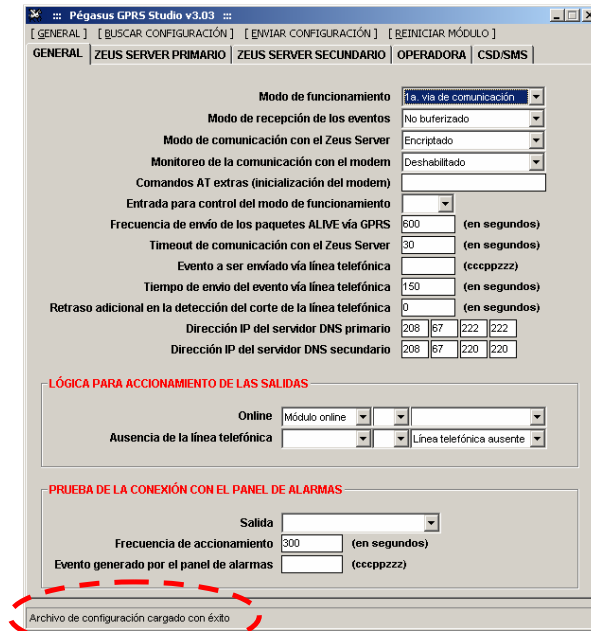 ::: Pégasus GPRS Studio v3.03 :::
[ GENERAL ] [ BUSCAR CONFIGURACIÓN ] [ ENVIAR CONFIGURACIÓN ] [ REINICIAR MÓDULO ]
GENERAL ZEUS SERVER PRIMARIO ZEUS SERVER SECUNDARIO OPERADORA CSD/SMS
Modo de funcionamiento 1a. via de comunicación
Modo de recepción de los eventos No buferizado
Modo de comunicación con el Zeus Server Encriptado
Monitoreo de la comunicación con el modem Deshabilitado
Comandos AT extras (inicialización del modem)
Entrada para control del modo de funcionamiento
Frecuencia de envío de los paquetes ALIVE vía GPRS 600 (en segundos)
Timeout de comunicación con el Zeus Server 30 (en segundos)
Evento a ser envíado vía línea telefónica (cccppzzz)
Tiempo de envio del evento vía línea telefónica 150 (en segundos)
Retraso adicional en la detección del corte de la línea telefónica 0 (en segundos)
Dirección IP del servidor DNS primario 208 67 222 222
Dirección IP del servidor DNS secundario 208 67 220 220
LÓGICA PARA ACCIONAMIENTO DE LAS SALIDAS
Online Módulo online
Ausencia de la línea telefónica Línea telefónica ausente
PRUEBA DE LA CONEXIÓN CON EL PANEL DE ALARMAS
Salida
Frecuencia de accionamiento 300 (en segundos)
Evento generado por el panel de alarmas (cccppzzz)
Archivo de configuración cargado con éxito